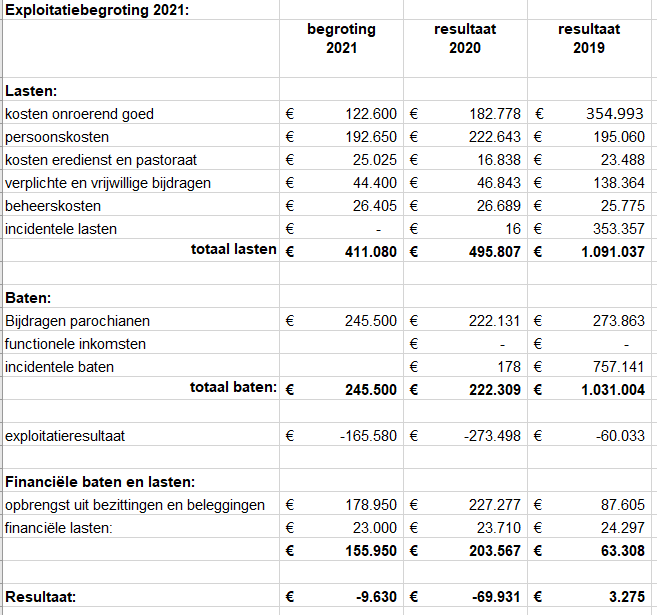 Exploitatiebegroting 2021:
begroting 2021 resultaat 2020 resultaat 2019
Lasten:
kosten onroerend goed € 122.600 € 182.778 € 354.993
persoonskosten € 192.650 € 222.643 € 195.060
kosten eredienst en pastoraat € 25.025 € 16.838 € 23.488
verplichte en vrijwillige bijdragen € 44.400 € 46.843 € 138.364
beheerskosten € 26.405 € 26.689 € 25.775
incidentele lasten € - € 16 € 353.357
totaal lasten € 411.080 € 495.807 € 1.091.037
Baten:
Bijdragen parochianen € 245.500 € 222.131 € 273.863
functionele inkomsten € - € -
incidentele baten € 178 € 757.141
totaal baten: € 245.500 € 222.309 € 1.031.004
exploitatieresultaat € -165.580 € -273.498 € -60.033
Financiële baten en lasten:
opbrengst uit bezittingen en beleggingen € 178.950 € 227.277 € 87.605
financiële lasten: € 23.000 € 23.710 € 24.297
€ 155.950 € 203.567 € 63.308
Resultaat: € -9.630 € -69.931 € 3.275